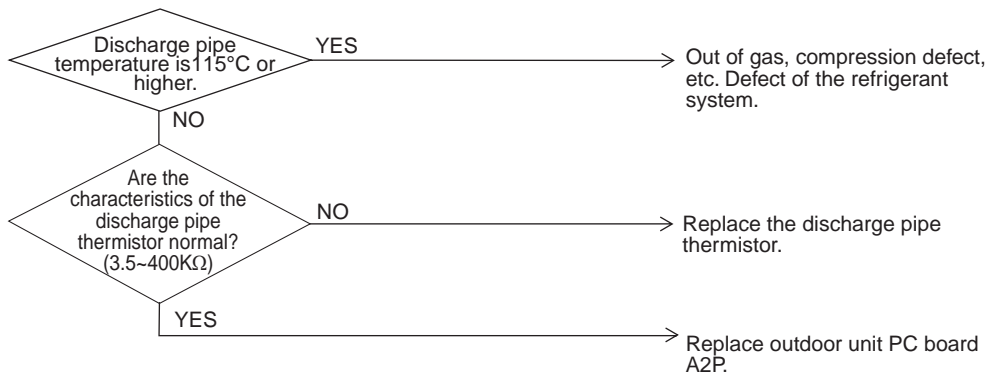 Discharge pipe
temperature is115°C or
higher.
YES
Out of gas, compression defect,
etc. Defect of the refrigerant
system.
NO
Are the
characteristics of the
discharge pipe
thermistor normal?
(3.5~400KΩ)
NO
Replace the discharge pipe
thermistor.
YES
Replace outdoor unit PC board
A2P.